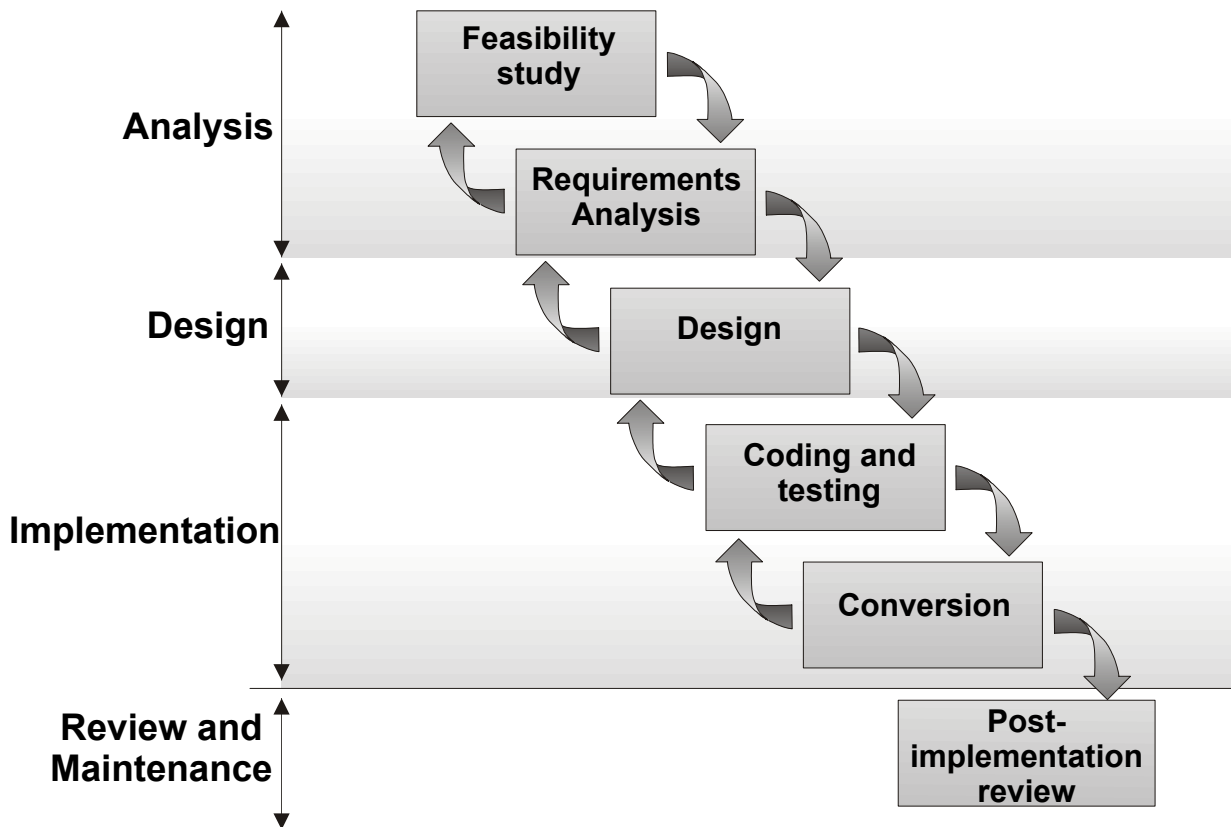 Feasibility
study
Analysis
Requirements
Analysis
Design
Design
Coding and
testing
Implementation
Conversion
Review and
Maintenance
Post-
implementation
review